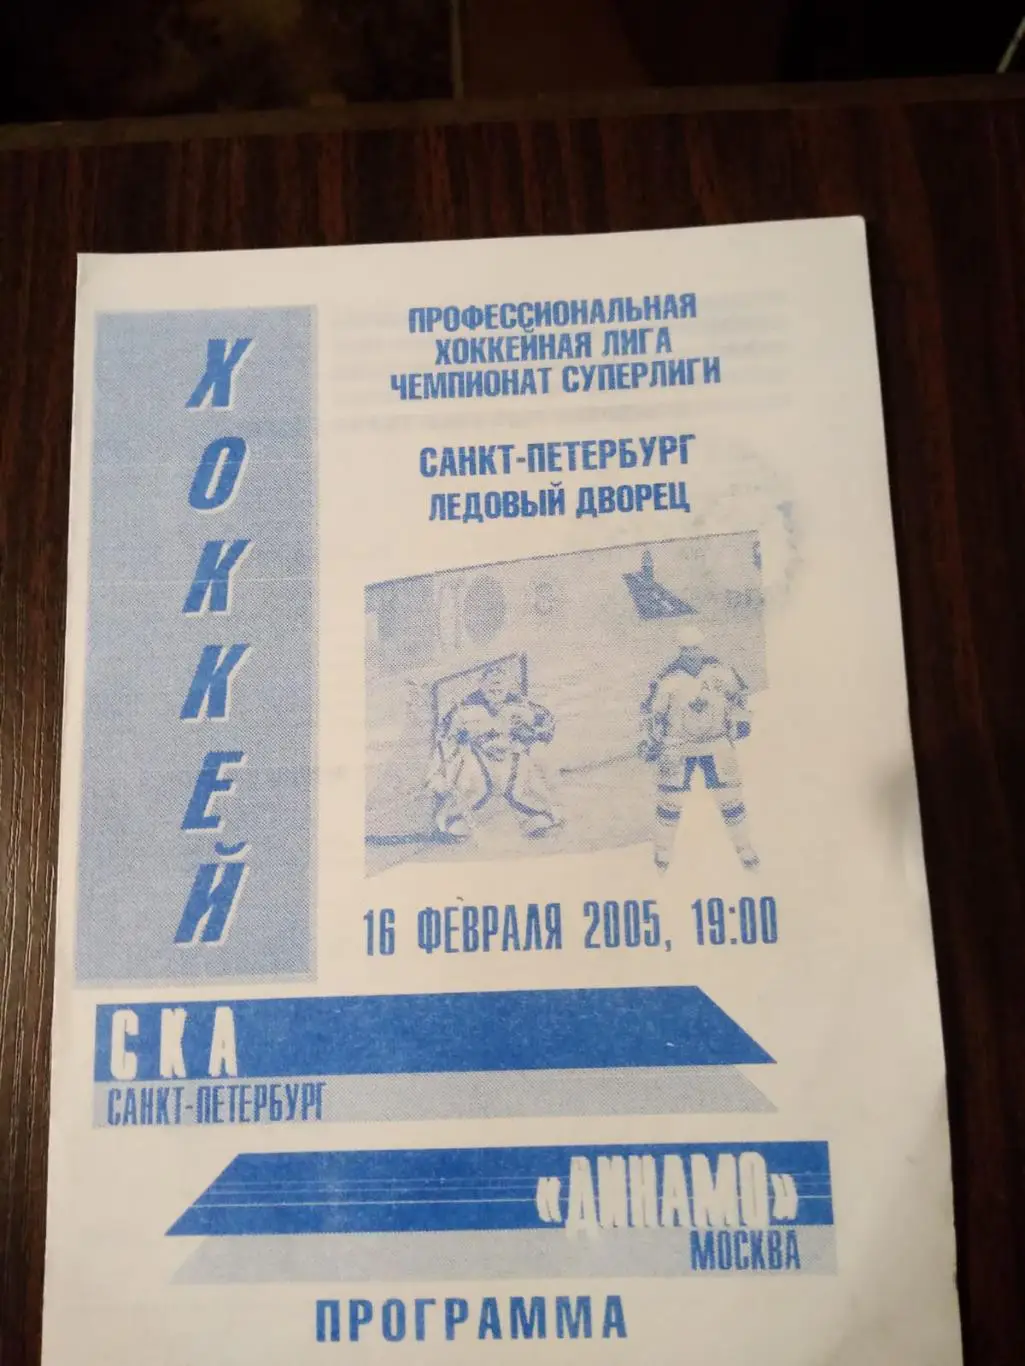 ХОККЕЙ
ПРОФЕССИОНАЛЬНАЯ
ХОККЕЙНАЯ ЛИГА
ЧЕМПИОНАТ СУПЕРЛИГИ
САНКТ-ПЕТЕРБУРГ
ЛЕДОВЫЙ ДВОРЕЦ
16 ФЕВРАЛЯ 2005, 19:00
СКА
САНКТ-ПЕТЕРБУРГ
«ДИНАМО»
МОСКВА
ПРОГРАММА